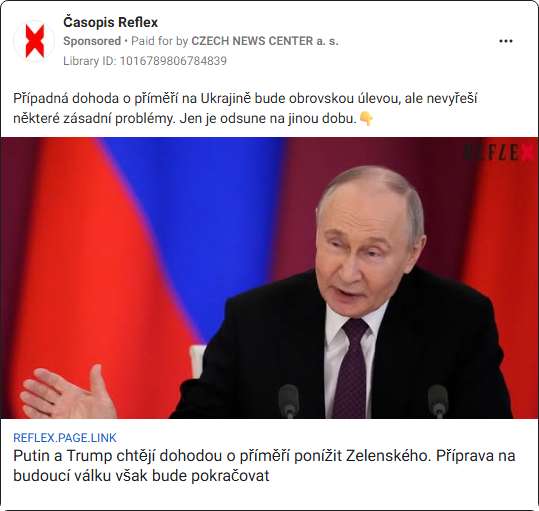 Časopis Reflex
Sponsored • Paid for by CZECH NEWS CENTER a. s.
Library ID: 1016789806784839
Případná dohoda o příměří na Ukrajině bude obrovskou úlevou, ale nevyřeší
některé zásadní problémy. Jen je odsune na jinou dobu.👇
REFLEX
REFLEX.PAGE.LINK
Putin a Trump chtějí dohodou o příměří ponížit Zelenského. Příprava na
budoucí válku však bude pokračovat